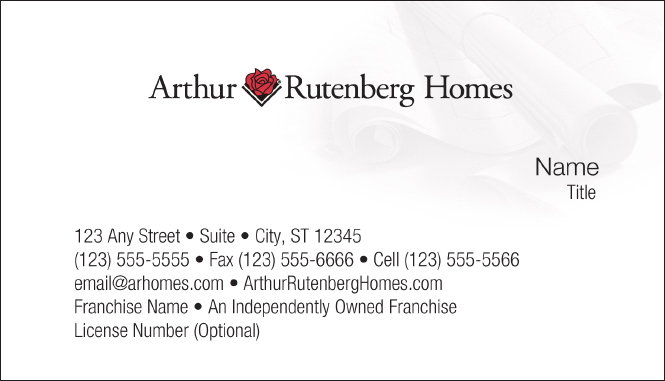 Arthur Rutenberg Homes
Name
Title
123 Any Street • Suite • City, ST 12345
(123) 555-5555 • Fax (123) 555-6666 • Cell (123) 555-5566
email@arhomes.com • ArthurRutenbergHomes.com
Franchise Name • An Independently Owned Franchise
License Number (Optional)